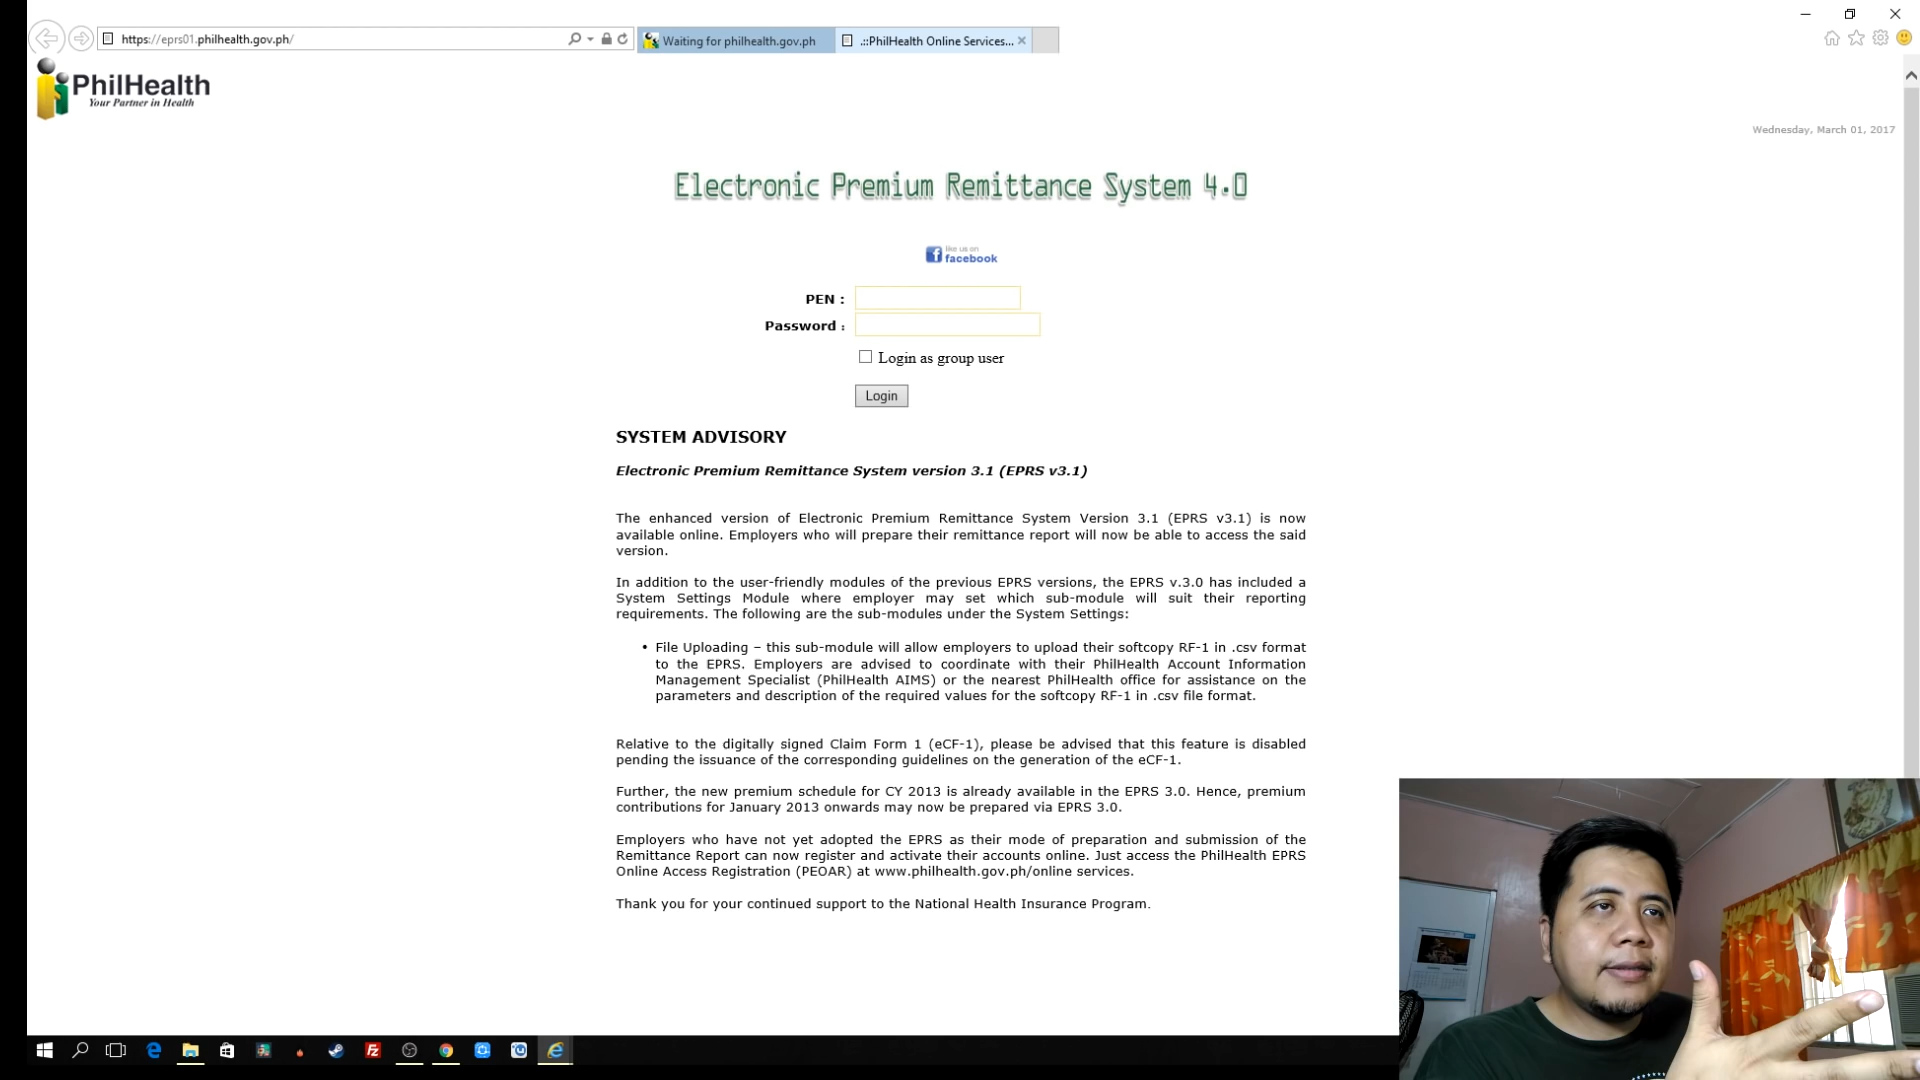 https://eprs01.philhealth.gov.ph/
Waiting for philhealth.gov.ph
.::PhilHealth Online Services...
PhilHealth
Your Partner in Health
Wednesday, March 01, 2017
Electronic Premium Remittance System 4.0
like us on
facebook
PEN :
Password :
Login as group user
Login
SYSTEM ADVISORY
Electronic Premium Remittance System version 3.1 (EPRS v3.1)
The enhanced version of Electronic Premium Remittance System Version 3.1 (EPRS v3.1) is now
available online. Employers who will prepare their remittance report will now be able to access the said
version.
In addition to the user-friendly modules of the previous EPRS versions, the EPRS v.3.0 has included a
System Settings Module where employer may set which sub-module will suit their reporting
requirements. The following are the sub-modules under the System Settings:
• File Uploading – this sub-module will allow employers to upload their softcopy RF-1 in .csv format
to the EPRS. Employers are advised to coordinate with their PhilHealth Account Information
Management Specialist (PhilHealth AIMS) or the nearest PhilHealth office for assistance on the
parameters and description of the required values for the softcopy RF-1 in .csv file format.
Relative to the digitally signed Claim Form 1 (eCF-1), please be advised that this feature is disabled
pending the issuance of the corresponding guidelines on the generation of the eCF-1.
Further, the new premium schedule for CY 2013 is already available in the EPRS 3.0. Hence, premium
contributions for January 2013 onwards may now be prepared via EPRS 3.0.
Employers who have not yet adopted the EPRS as their mode of preparation and submission of the
Remittance Report can now register and activate their accounts online. Just access the PhilHealth EPRS
Online Access Registration (PEOAR) at www.philhealth.gov.ph/online services.
Thank you for your continued support to the National Health Insurance Program.